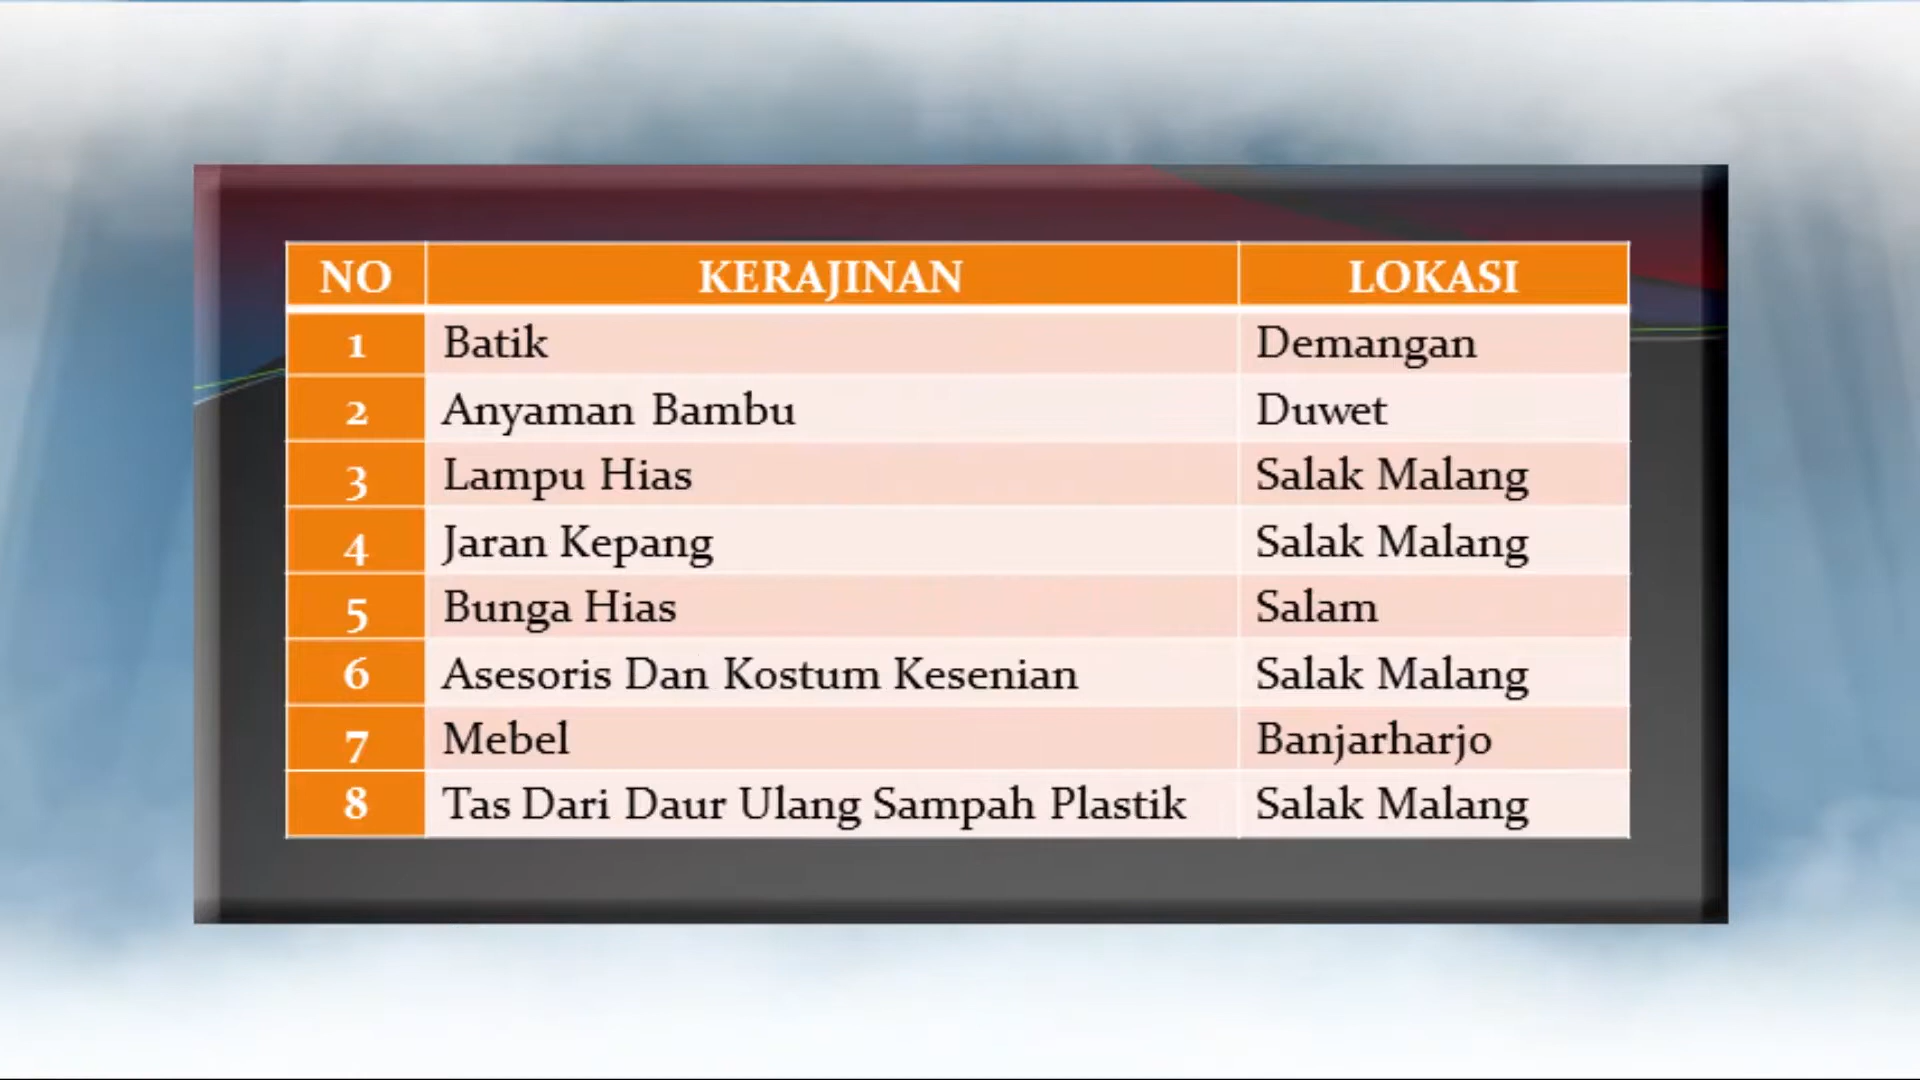 NO KERAJINAN LOKASI
1 Batik Demangan
2 Anyaman Bambu Duwet
3 Lampu Hias Salak Malang
4 Jaran Kepang Salak Malang
5 Bunga Hias Salam
6 Asesoris Dan Kostum Kesenian Salak Malang
7 Mebel Banjarharjo
8 Tas Dari Daur Ulang Sampah Plastik Salak Malang